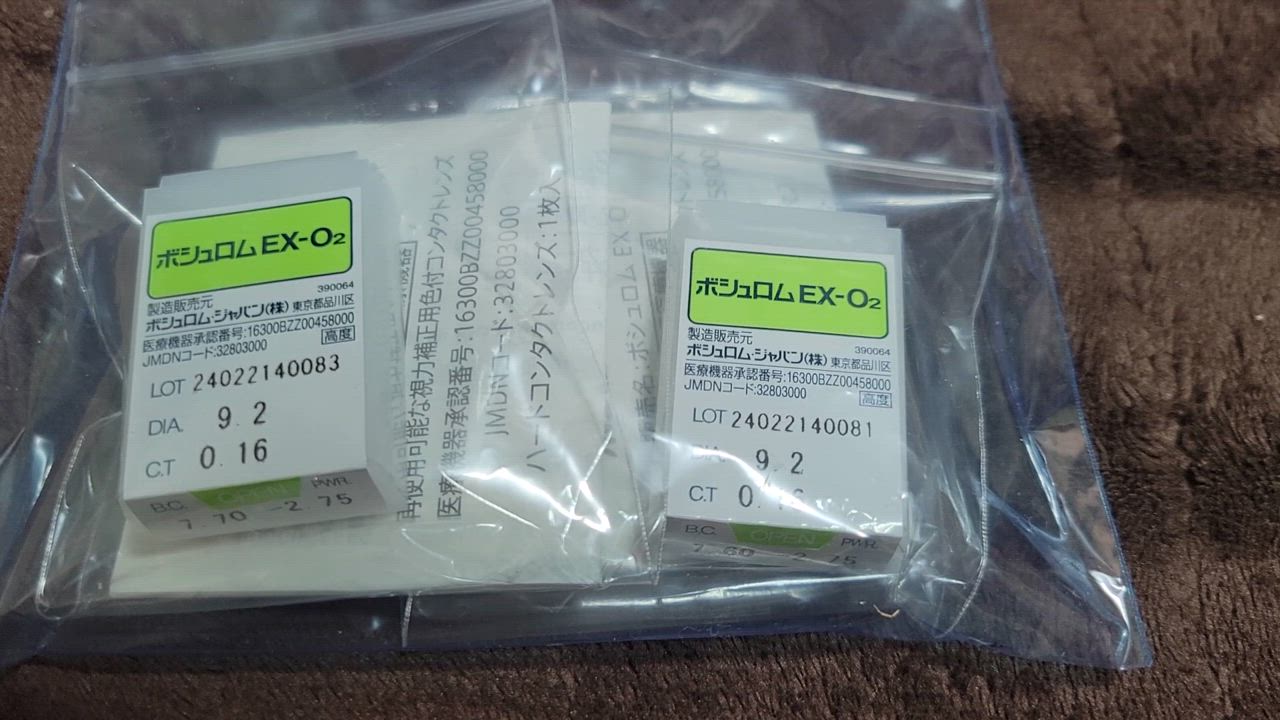 ボシュロム EX-O2
390064
製造販売元
ボシュロム・ジャパン(株) 東京都品川区
医療機器承認番号:16300BZZ00458000
JMDNコード:32803000 高度
LOT 24022140083
DIA. 9.2
C.T 0.16
B.C. OPEN PWR.
7.70 -2.75
再使用可能な視力補正用色付コンタクトレンズ
医療機器承認番号:16300BZZ00458000
JMDNコード:32803000
ハードコンタクトレンズ:1枚入
ボシュロム EX-O
ボシュロム EX-O2
製造販売元 390064
ボシュロム・ジャパン(株) 東京都品川区
医療機器承認番号:16300BZZ00458000
JMDNコード:32803000 高度
LOT 24022140081
DIA. 9.2
C.T
B.C. OPEN PWR.